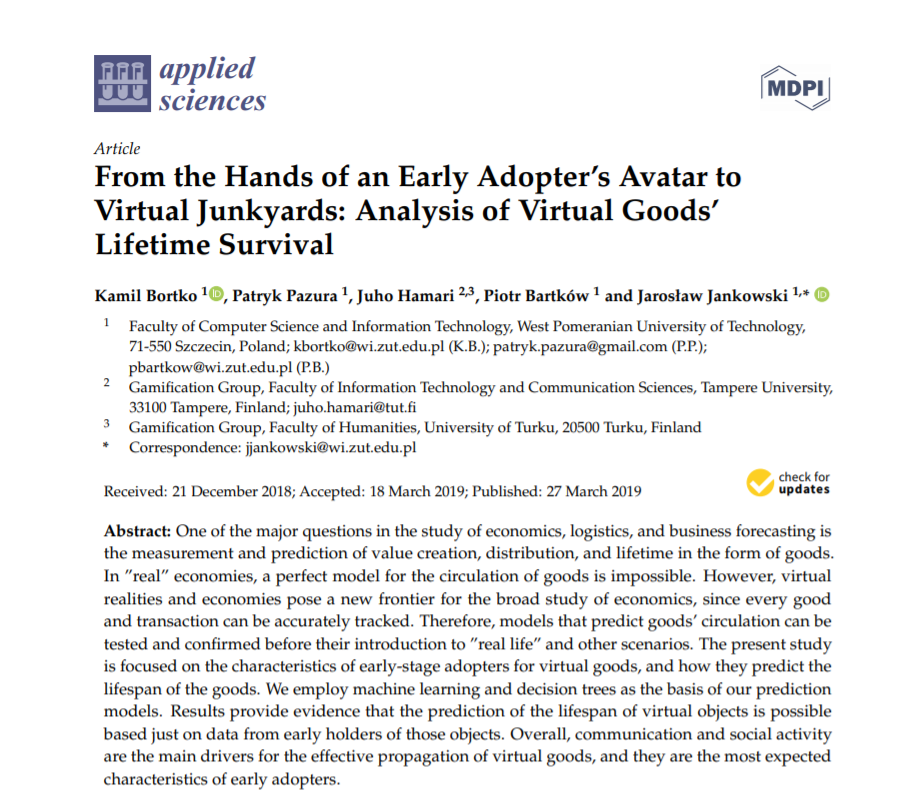 applied
sciences
MDPI
Article
From the Hands of an Early Adopter's Avatar to
Virtual Junkyards: Analysis of Virtual Goods'
Lifetime Survival
Kamil Bortko 1 iD, Patryk Pazura 1, Juho Hamari 2,3, Piotr Bartków 1 and Jarosław Jankowski 1,* iD
1 Faculty of Computer Science and Information Technology, West Pomeranian University of Technology,
71-550 Szczecin, Poland; kbortko@wi.zut.edu.pl (K.B.); patryk.pazura@gmail.com (P.P.);
pbartkow@wi.zut.edu.pl (P.B.)
2 Gamification Group, Faculty of Information Technology and Communication Sciences, Tampere University,
33100 Tampere, Finland; juho.hamari@tut.fi
3 Gamification Group, Faculty of Humanities, University of Turku, 20500 Turku, Finland
* Correspondence: jjankowski@wi.zut.edu.pl
check for
updates
Received: 21 December 2018; Accepted: 18 March 2019; Published: 27 March 2019
Abstract: One of the major questions in the study of economics, logistics, and business forecasting is
the measurement and prediction of value creation, distribution, and lifetime in the form of goods.
In "real" economies, a perfect model for the circulation of goods is impossible. However, virtual
realities and economies pose a new frontier for the broad study of economics, since every good
and transaction can be accurately tracked. Therefore, models that predict goods' circulation can be
tested and confirmed before their introduction to "real life" and other scenarios. The present study
is focused on the characteristics of early-stage adopters for virtual goods, and how they predict the
lifespan of the goods. We employ machine learning and decision trees as the basis of our prediction
models. Results provide evidence that the prediction of the lifespan of virtual objects is possible
based just on data from early holders of those objects. Overall, communication and social activity
are the main drivers for the effective propagation of virtual goods, and they are the most expected
characteristics of early adopters.